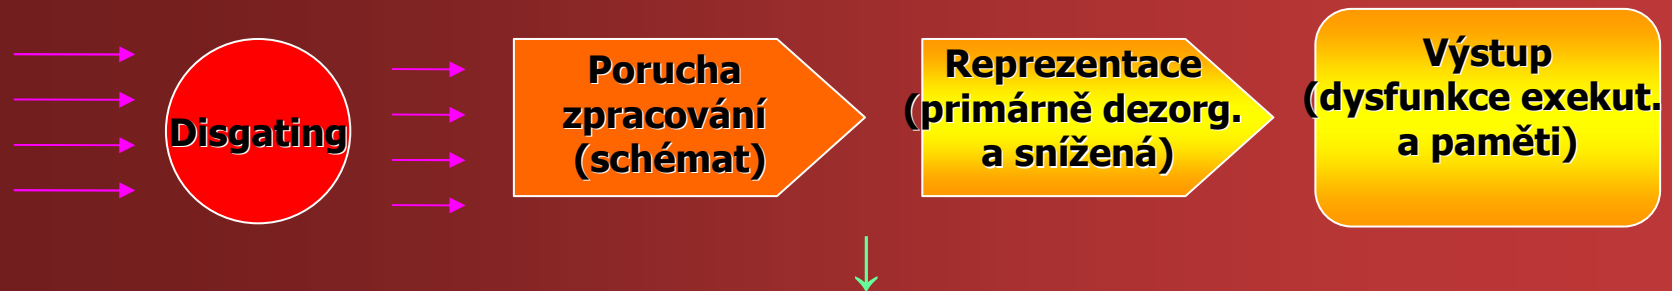 Disgating
Porucha
zpracování
(schémat)
Reprezentace
(primárně dezorg.
a snížená)
Výstup
(dysfunkce exekut.
a paměti)